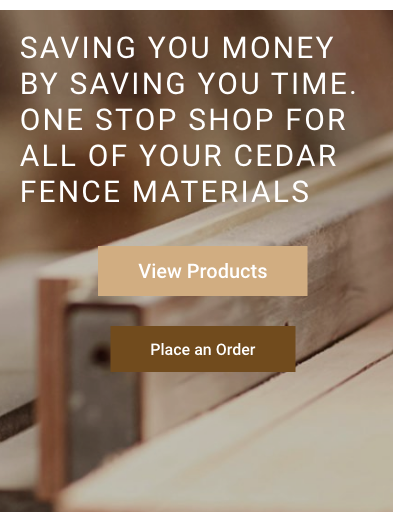 SAVING YOU MONEY
BY SAVING YOU TIME.
ONE STOP SHOP FOR
ALL OF YOUR CEDAR
FENCE MATERIALS
View Products
Place an Order